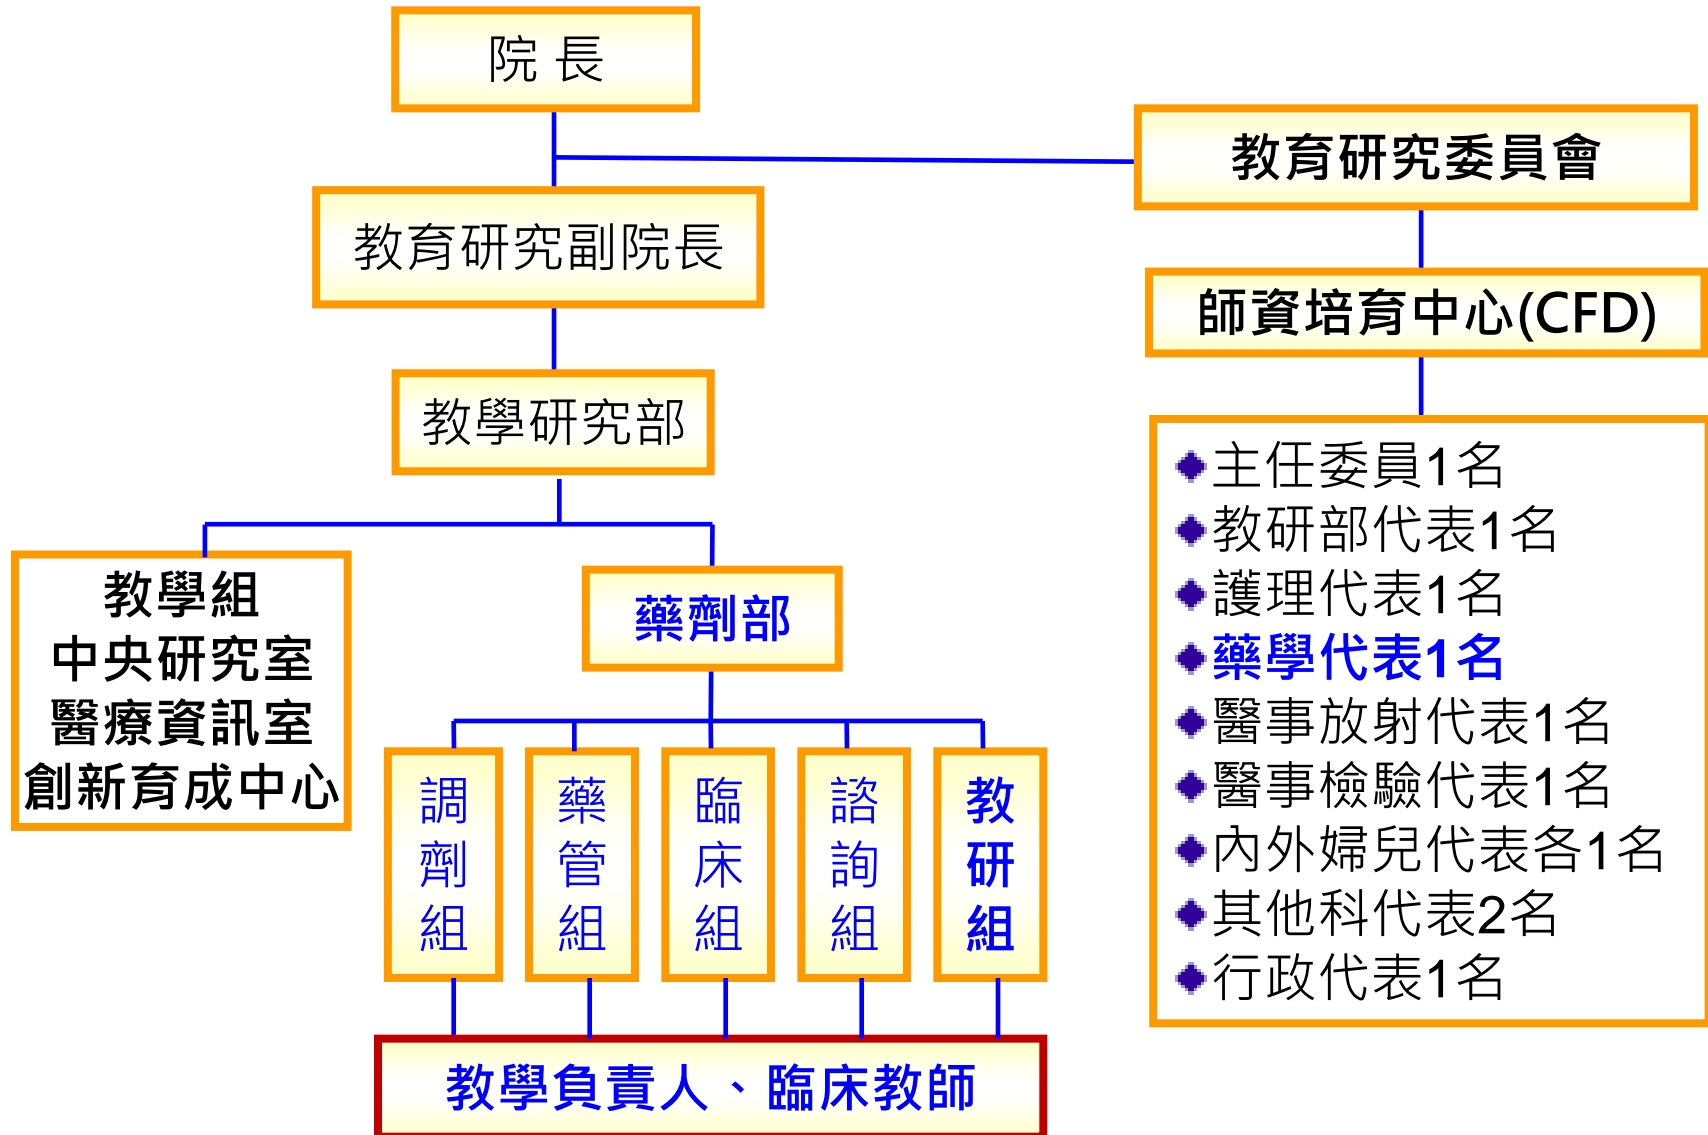 院 長
教育研究委員會
教育研究副院長
師資培育中心(CFD)
教學研究部
教學組
中央研究室
醫療資訊室
創新育成中心
藥劑部
調劑組
藥管組
臨床組
諮詢組
教研組
教學負責人、臨床教師
主任委員1名
教研部代表1名
護理代表1名
藥學代表1名
醫事放射代表1名
醫事檢驗代表1名
內外婦兒代表各1名
其他科代表2名
行政代表1名